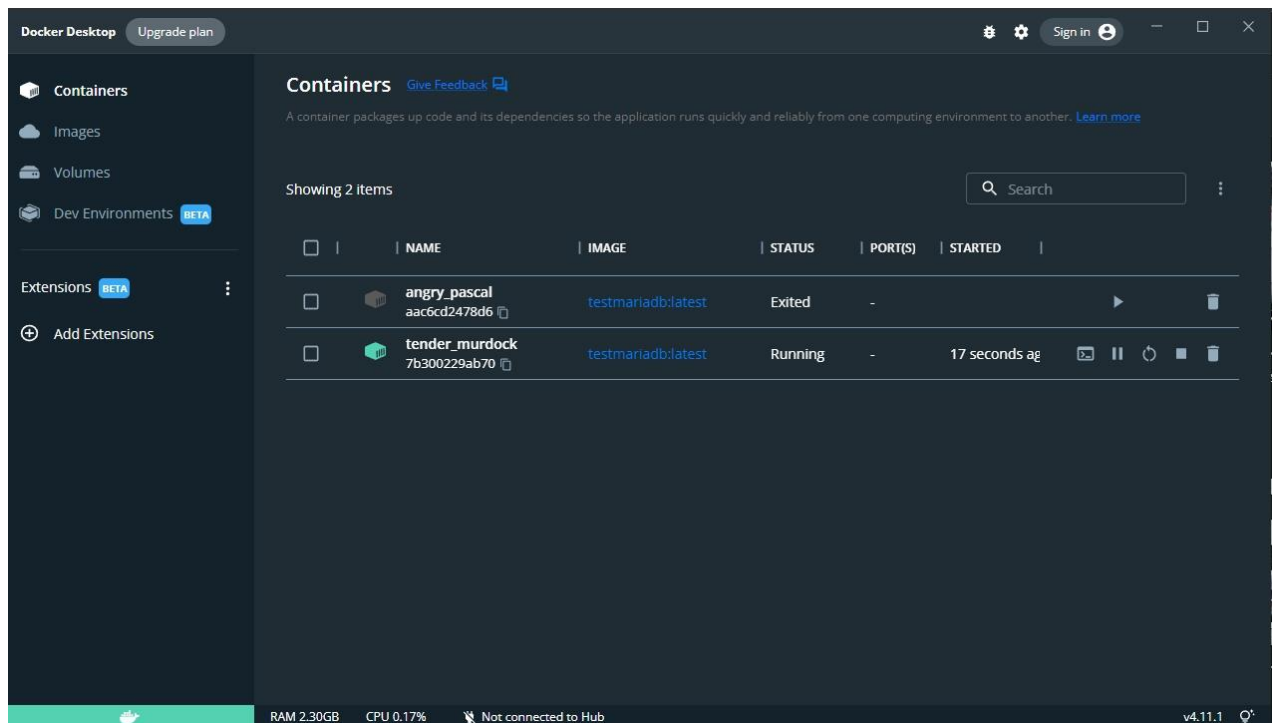 Docker Desktop Upgrade plan Sign in
Containers
Images
Volumes
Dev Environments BETA
Extensions BETA
Add Extensions
Containers Give Feedback
A container packages up code and its dependencies so the application runs quickly and reliably from one computing environment to another. Learn more
Showing 2 items Search
NAME IMAGE STATUS PORT(S) STARTED
angry_pascal
aac6cd2478d6 testmariadb:latest Exited -
tender_murdock
7b300229ab70 testmariadb:latest Running - 17 seconds ag
RAM 2.30GB CPU 0.17% Not connected to Hub v4.11.1